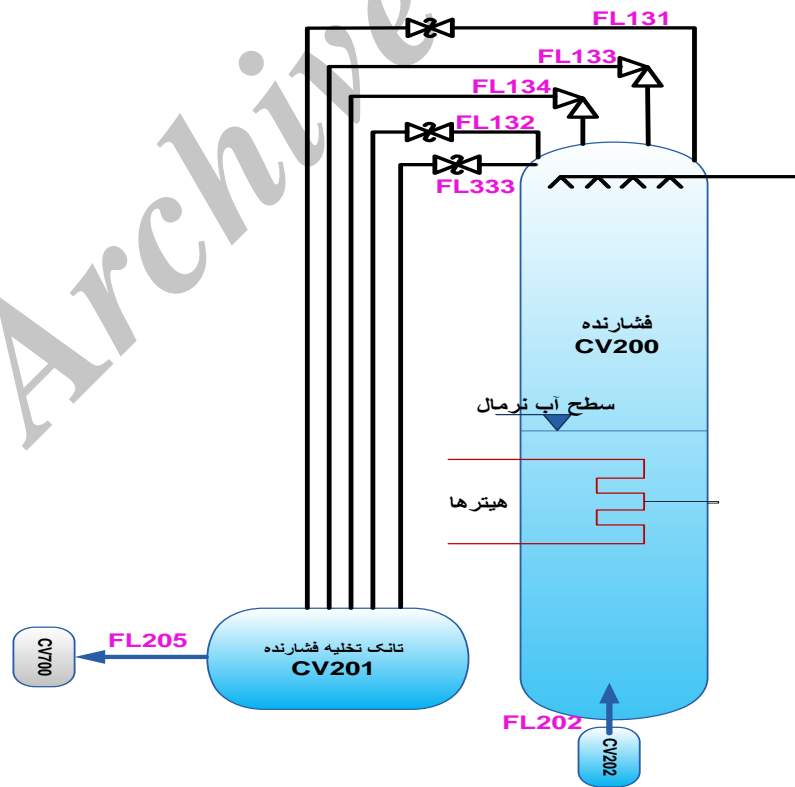 FL131
FL133
FL134
FL132
FL333
فشارنده
CV200
سطح آب نرمال
هیترها
FL205
تانک تخلیه فشارنده
CV201
CV700
FL202
CV202
Archive